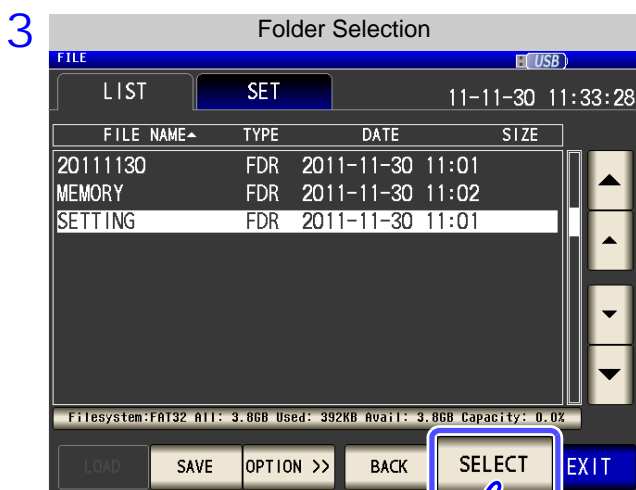 3
Folder Selection
FILE
USB
LIST SET 11-11-30 11:33:28
FILE NAME TYPE DATE SIZE
20111130 FDR 2011-11-30 11:01
MEMORY FDR 2011-11-30 11:02
SETTING FDR 2011-11-30 11:01
Filesystem:FAT32 All: 3.8GB Used: 392KB Avail: 3.8GB Capacity: 0.0%
LOAD SAVE OPTION >> BACK SELECT EXIT